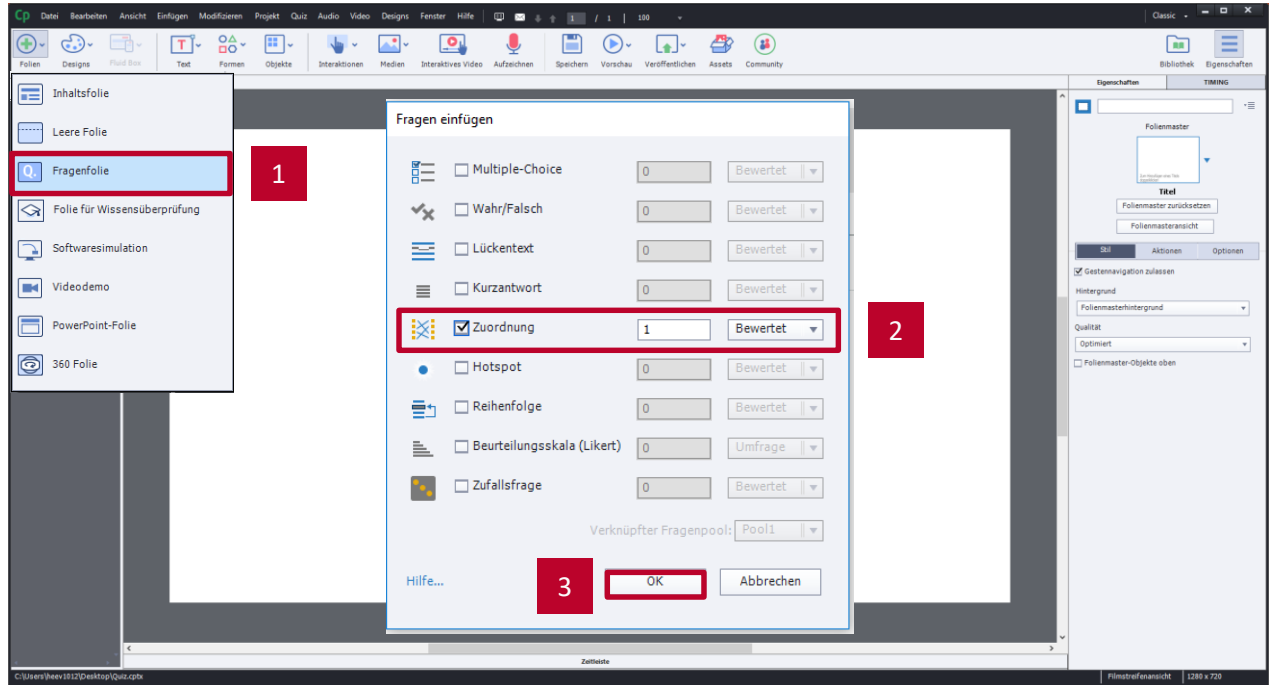 Cp Datei Bearbeiten Ansicht Einfügen Modifizieren Projekt Quiz Audio Video Designs Fenster Hilfe 1 / 1 100 Classic
Folien Designs Fluid Box Text Formen Objekte Interaktionen Medien Interaktives Video Aufzeichnen Speichern Vorschau Veröffentlichen Assets Community Bibliothek Eigenschaften
Inhaltsfolie
Leere Folie
Q. Fragenfolie
1
Folie für Wissensüberprüfung
Softwaresimulation
Videodemo
PowerPoint-Folie
360 Folie
Fragen einfügen
Multiple-Choice 0 Bewertet
Wahr/Falsch 0 Bewertet
Lückentext 0 Bewertet
Kurzantwort 0 Bewertet
Zuordnung 1 Bewertet
2
Hotspot 0 Bewertet
Reihenfolge 0 Bewertet
Beurteilungsskala (Likert) 0 Umfrage
Zufallsfrage 0 Bewertet
Verknüpfter Fragenpool: Pool1
Hilfe...
3
OK Abbrechen
Eigenschaften TIMING
Folienmaster
Titel
Folienmaster zurücksetzen
Folienmasteransicht
Stil Aktionen Optionen
Gestennavigation zulassen
Hintergrund
Folienmasterhintergrund
Qualität
Optimiert
Folienmaster-Objekte oben
Zeitleiste
C:\Users\heev1012\Desktop\Quiz.cptx Filmstreifenansicht 1280 x 720